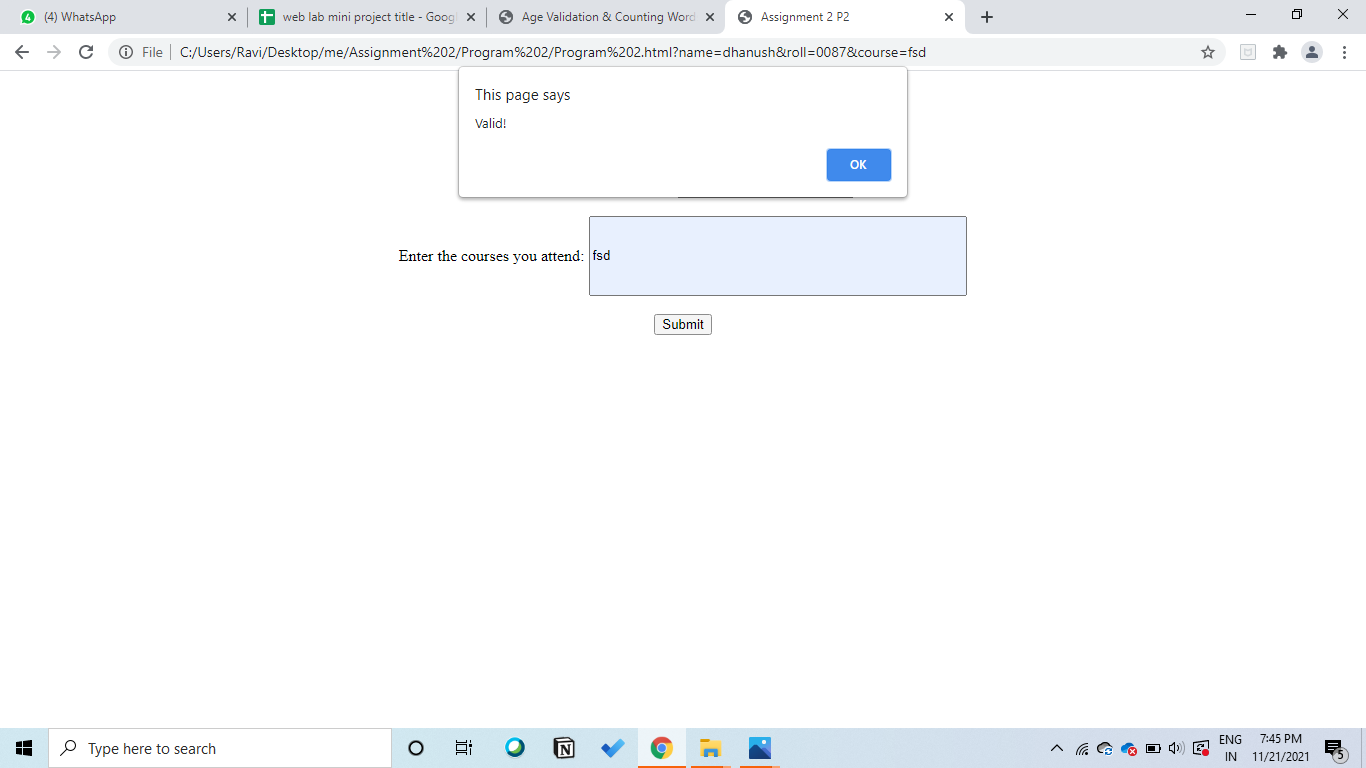 4 (4) WhatsApp
web lab mini project title - Goog
Age Validation & Counting Word
Assignment 2 P2
File
C:/Users/Ravi/Desktop/me/Assignment%202/Program%202/Program%202.html?name=dhanush&roll=0087&course=fsd
This page says
Valid!
OK
Enter the courses you attend: fsd
Submit
Type here to search
N
ENG
IN
7:45 PM
11/21/2021
5